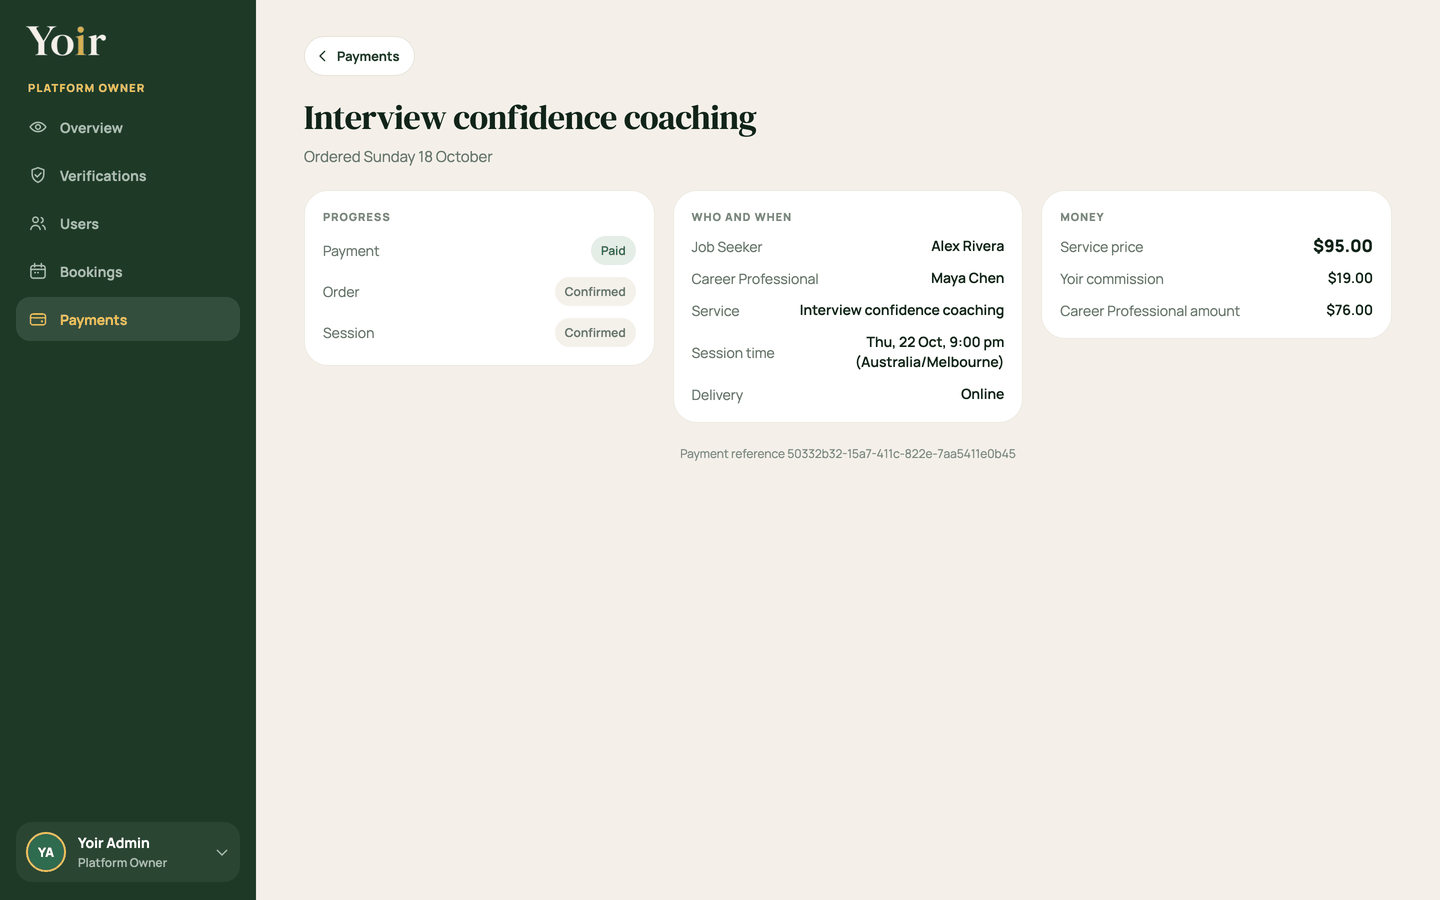 Yoir
PLATFORM OWNER
Overview
Verifications
Users
Bookings
Payments
Yoir Admin
YA
Platform Owner
Payments
Interview confidence coaching
Ordered Sunday 18 October
PROGRESS
Payment Paid
Order Confirmed
Session Confirmed
WHO AND WHEN
Job Seeker Alex Rivera
Career Professional Maya Chen
Service Interview confidence coaching
Session time Thu, 22 Oct, 9:00 pm
(Australia/Melbourne)
Delivery Online
Payment reference 50332b32-15a7-411c-822e-7aa5411e0b45
MONEY
Service price $95.00
Yoir commission $19.00
Career Professional amount $76.00